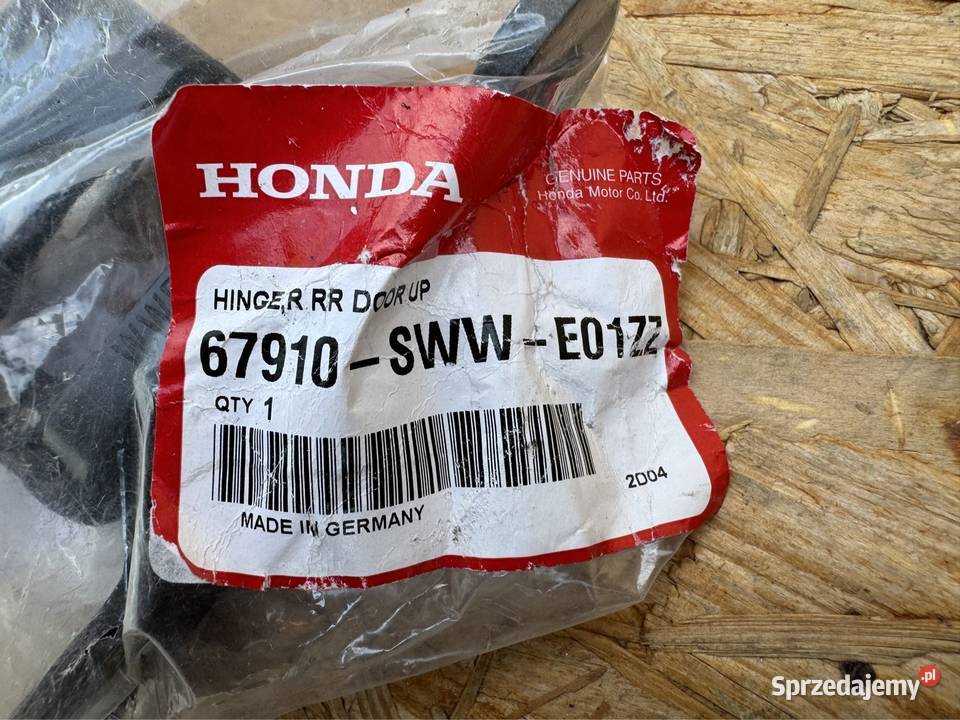 HONDA
GENUINE PARTS
Honda Motor Co. Ltd.
HINGE,R RR DOOR UP
67910-SWW-E01ZZ
QTY 1
2D04
MADE IN GERMANY
Sprzedajemy.pl